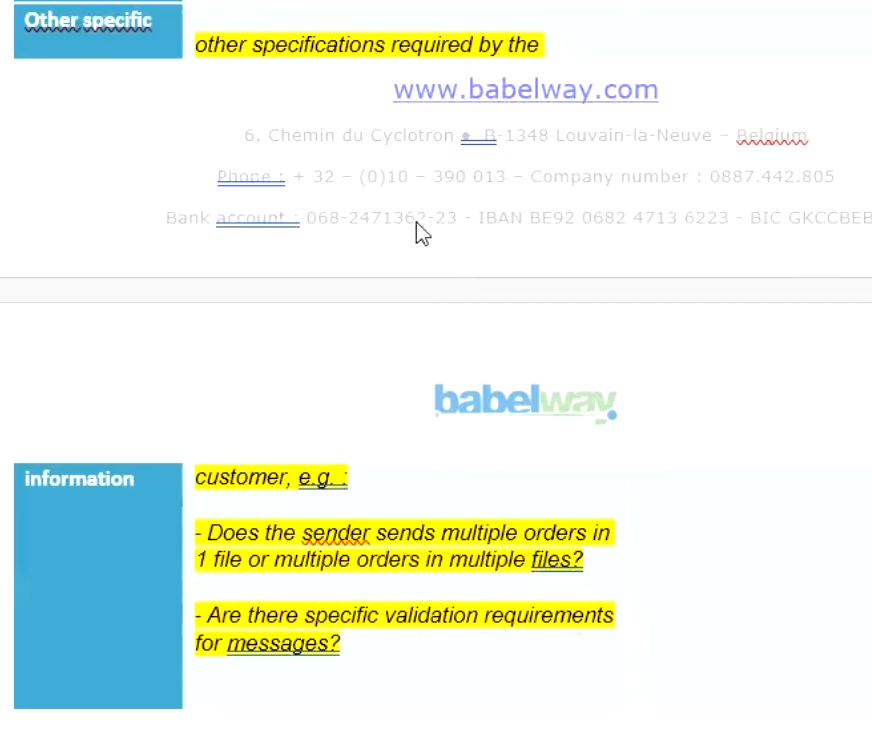 Other specific
other specifications required by the
www.babelway.com
6, Chemin du Cyclotron ● B-1348 Louvain-la-Neuve – Belgium
Phone : + 32 – (0)10 – 390 013 – Company number : 0887.442.805
Bank account : 068-2471362-23 - IBAN BE92 0682 4713 6223 - BIC GKCCBEB
babelway.
information
customer, e.g. :
- Does the sender sends multiple orders in
1 file or multiple orders in multiple files?
- Are there specific validation requirements
for messages?